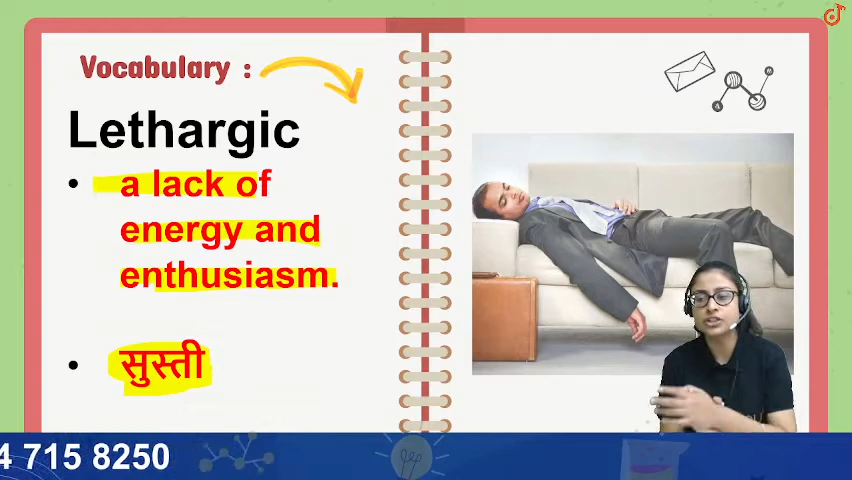 Vocabulary :
Lethargic
• a lack of
energy and
enthusiasm.
• सुस्ती
4 715 8250